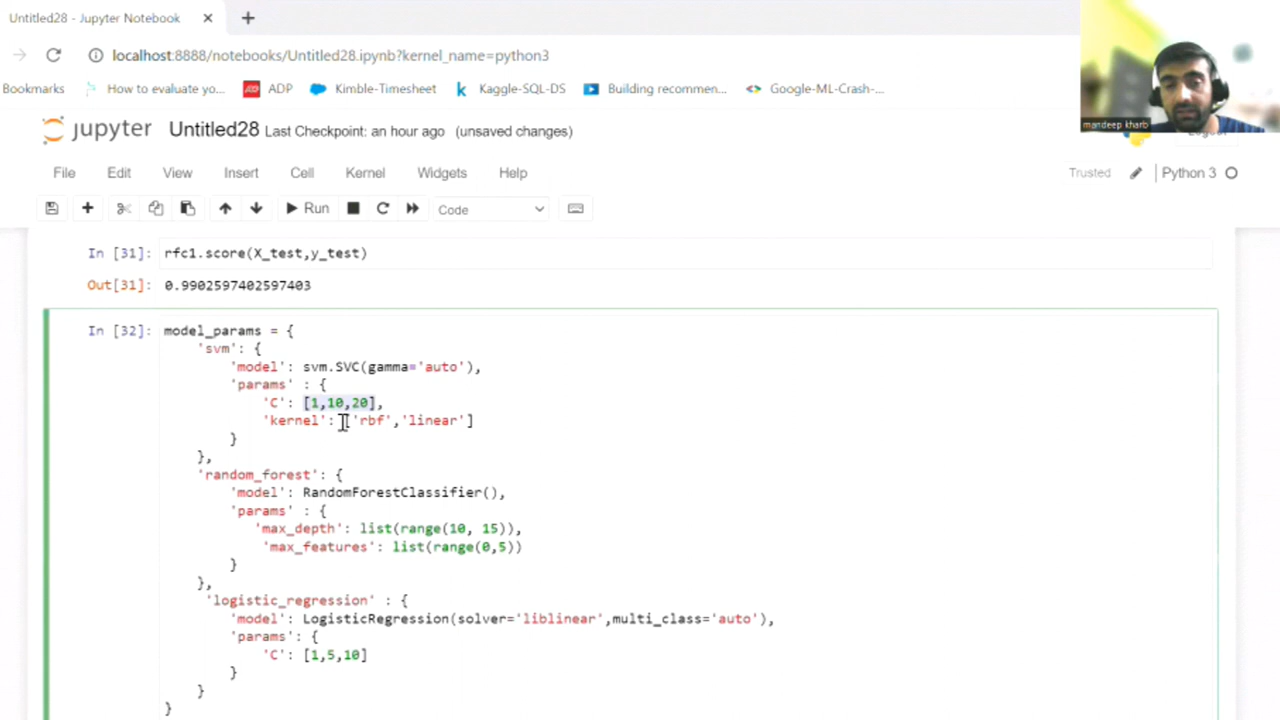 Untitled28 - Jupyter Notebook
localhost:8888/notebooks/Untitled28.ipynb?kernel_name=python3
Bookmarks How to evaluate yo... ADP Kimble-Timesheet Kaggle-SQL-DS Building recommen... Google-ML-Crash-...
mandeep kharb
jupyter Untitled28 Last Checkpoint: an hour ago (unsaved changes)
File Edit View Insert Cell Kernel Widgets Help Trusted Python 3
Run Code
In [31]: rfc1.score(X_test,y_test)
Out[31]: 0.9902597402597403
In [32]: model_params = {
'svm': {
'model': svm.SVC(gamma='auto'),
'params' : {
'C': [1,10,20],
'kernel': ['rbf','linear']
}
},
'random_forest': {
'model': RandomForestClassifier(),
'params' : {
'max_depth': list(range(10, 15)),
'max_features': list(range(0,5))
}
},
'logistic_regression' : {
'model': LogisticRegression(solver='liblinear',multi_class='auto'),
'params': {
'C': [1,5,10]
}
}
}